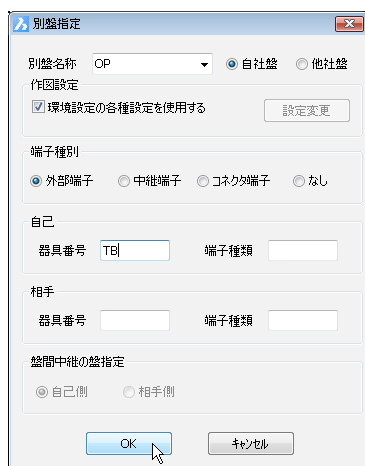 別盤指定
別盤名称 OP 自社盤 他社盤
作図設定
環境設定の各種設定を使用する 設定変更
端子種別
外部端子 中継端子 コネクタ端子 なし
自己
器具番号 TB 端子種類
相手
器具番号 端子種類
盤間中継の盤指定
自己側 相手側
OK キャンセル